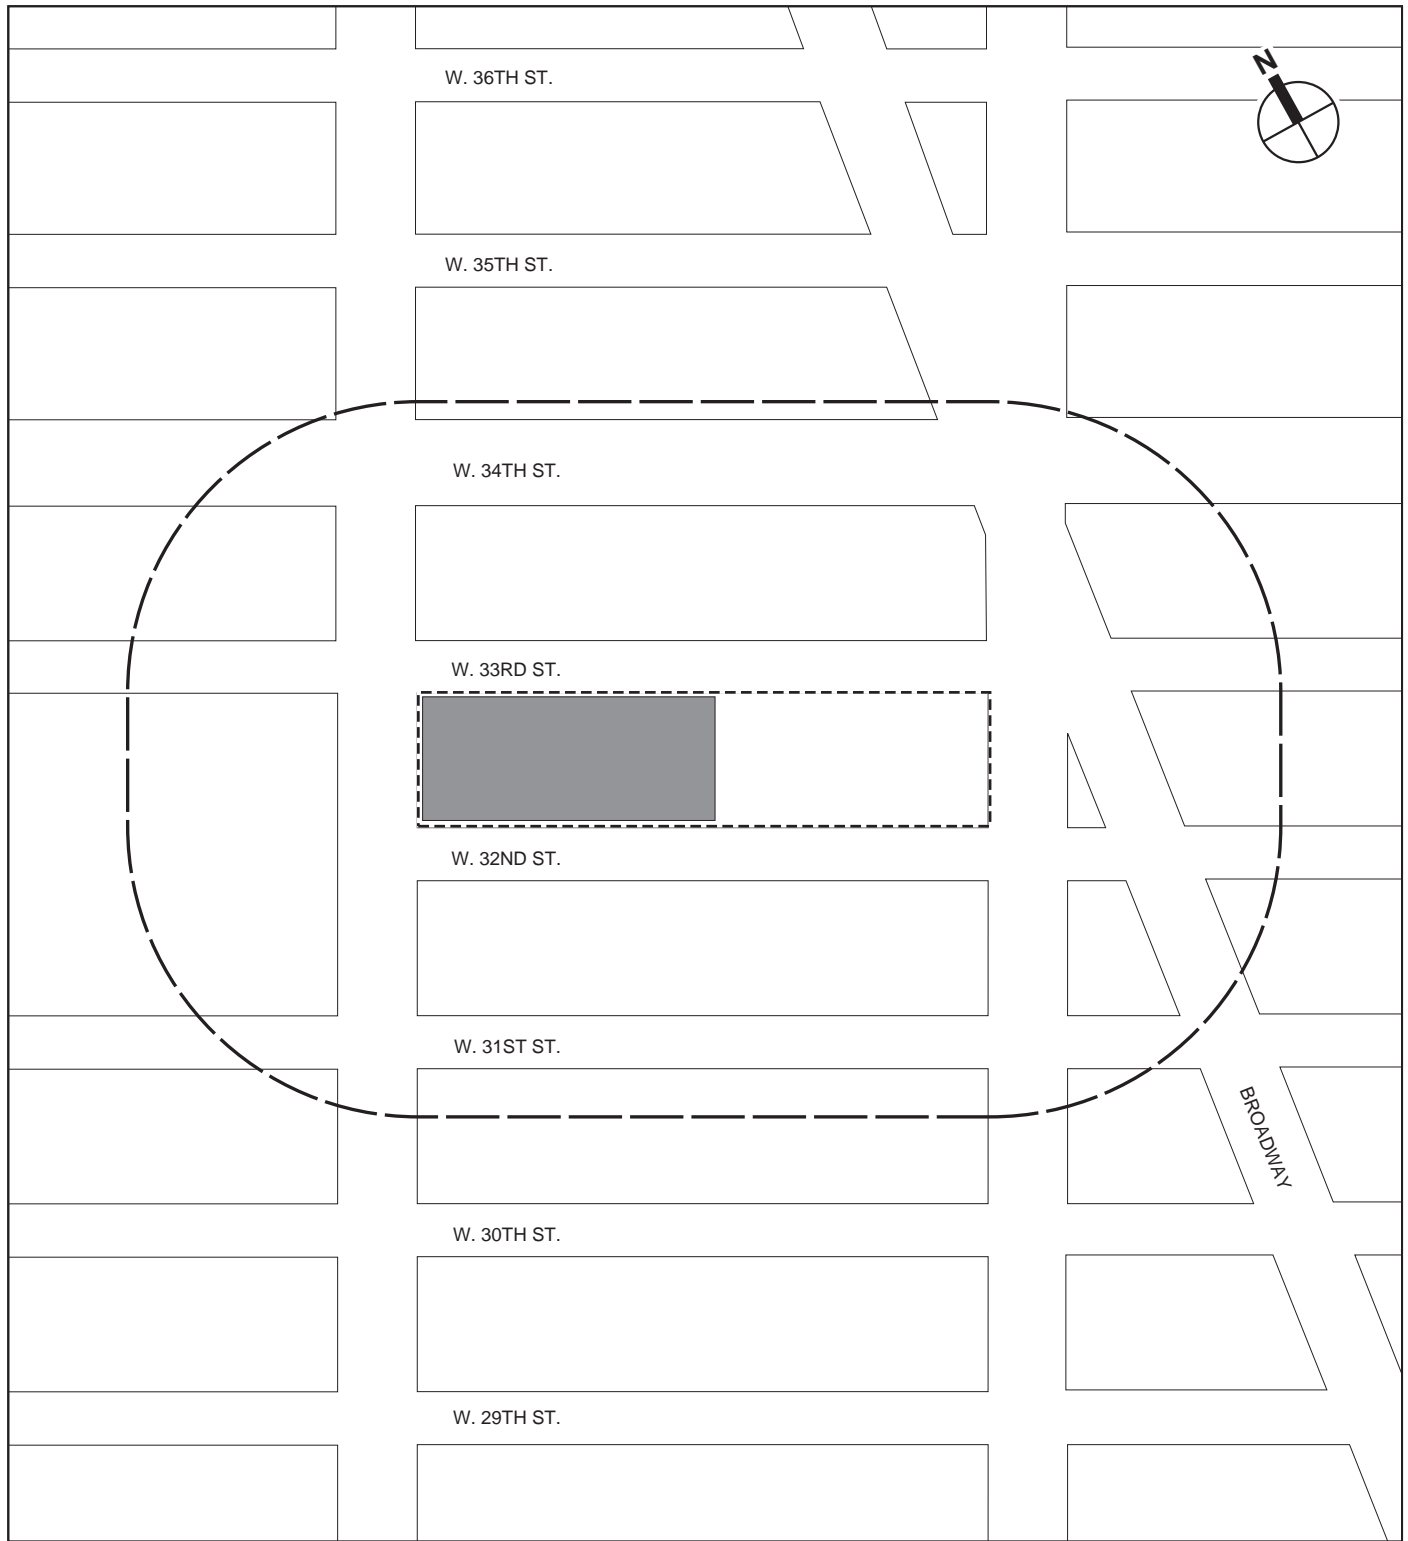 W. 36TH ST.
N
W. 35TH ST.
W. 34TH ST.
W. 33RD ST.
W. 32ND ST.
W. 31ST ST.
BROADWAY
W. 30TH ST.
W. 29TH ST.